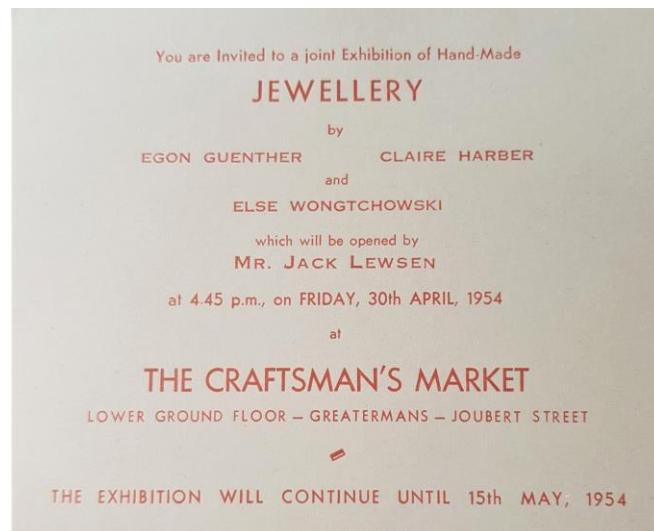 You are Invited to a joint Exhibition of Hand-Made
JEWELLERY
by
EGON GUENTHER CLAIRE HARBER
and
ELSE WONGTCHOWSKI
which will be opened by
MR. JACK LEWSEN
at 4.45 p.m., on FRIDAY, 30th APRIL, 1954
at
THE CRAFTSMAN'S MARKET
LOWER GROUND FLOOR – GREATERMANS – JOUBERT STREET
THE EXHIBITION WILL CONTINUE UNTIL 15th MAY, 1954